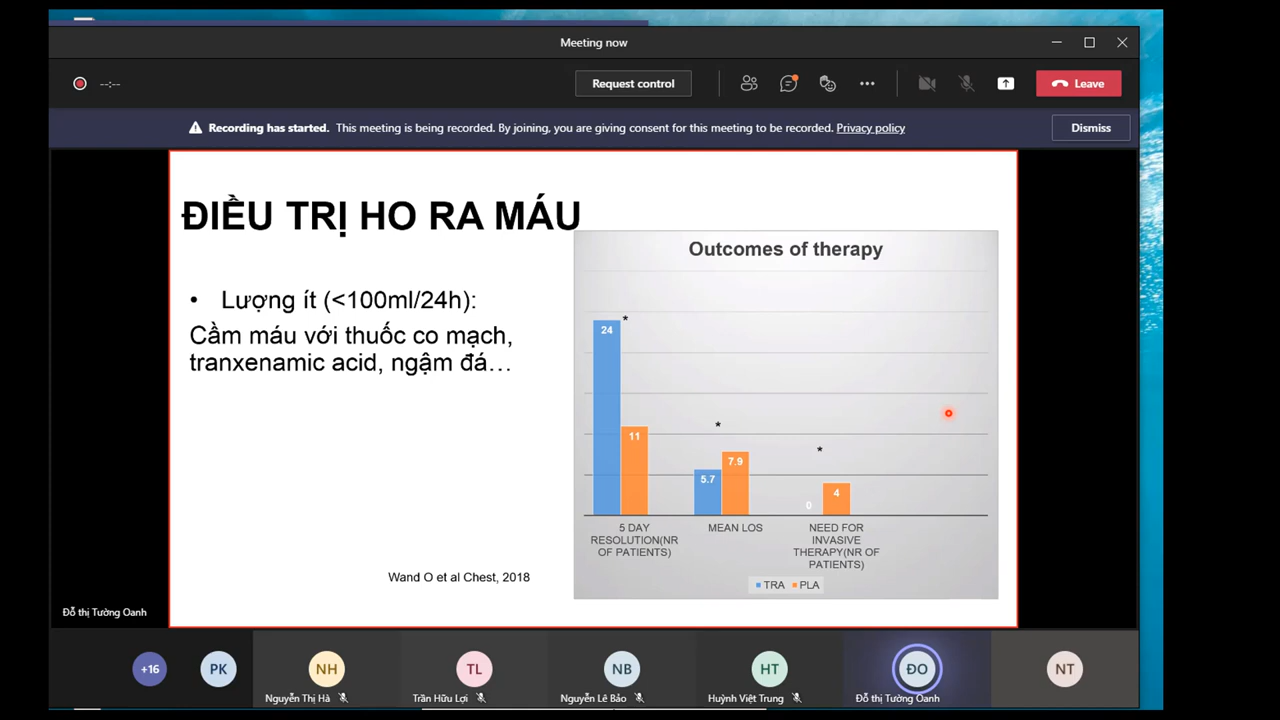 Meeting now
--:--
Request control
Leave
Recording has started. This meeting is being recorded. By joining, you are giving consent for this meeting to be recorded. Privacy policy
Dismiss
ĐIỀU TRỊ HO RA MÁU
• Lượng ít (<100ml/24h):
Cầm máu với thuốc co mạch,
tranxenamic acid, ngậm đá…
Wand O et al Chest, 2018
Outcomes of therapy
24
*
11
*
5.7
7.9
*
0
4
5 DAY
RESOLUTION(NR
OF PATIENTS)
MEAN LOS
NEED FOR
INVASIVE
THERAPY(NR OF
PATIENTS)
TRA PLA
Đỗ thị Tường Oanh
+16
PK
NH
Nguyễn Thị Hà
TL
Trần Hữu Lợi
NB
Nguyễn Lê Bảo
HT
Huỳnh Việt Trung
ĐO
Đỗ thị Tường Oanh
NT